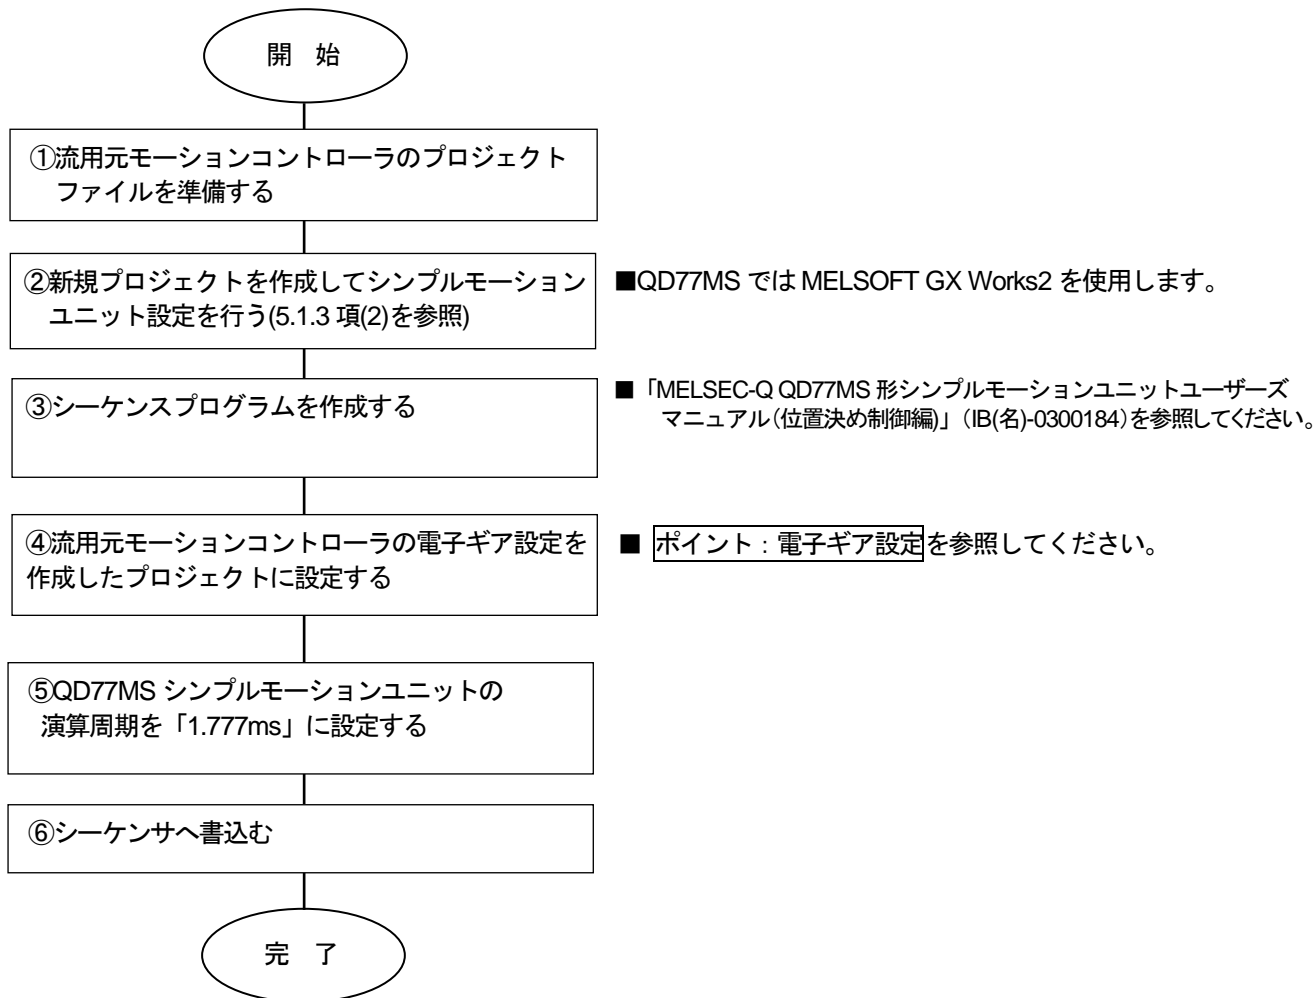 開 始
①流用元モーションコントローラのプロジェクト
ファイルを準備する
②新規プロジェクトを作成してシンプルモーション
ユニット設定を行う(5.1.3 項(2)を参照)
■QD77MS では MELSOFT GX Works2 を使用します。
③シーケンスプログラムを作成する
■「MELSEC-Q QD77MS 形シンプルモーションユニットユーザーズ
マニュアル(位置決め制御編)」(IB(名)-0300184)を参照してください。
④流用元モーションコントローラの電子ギア設定を
作成したプロジェクトに設定する
■ ポイント:電子ギア設定を参照してください。
⑤QD77MS シンプルモーションユニットの
演算周期を「1.777ms」に設定する
⑥シーケンサへ書込む
完 了